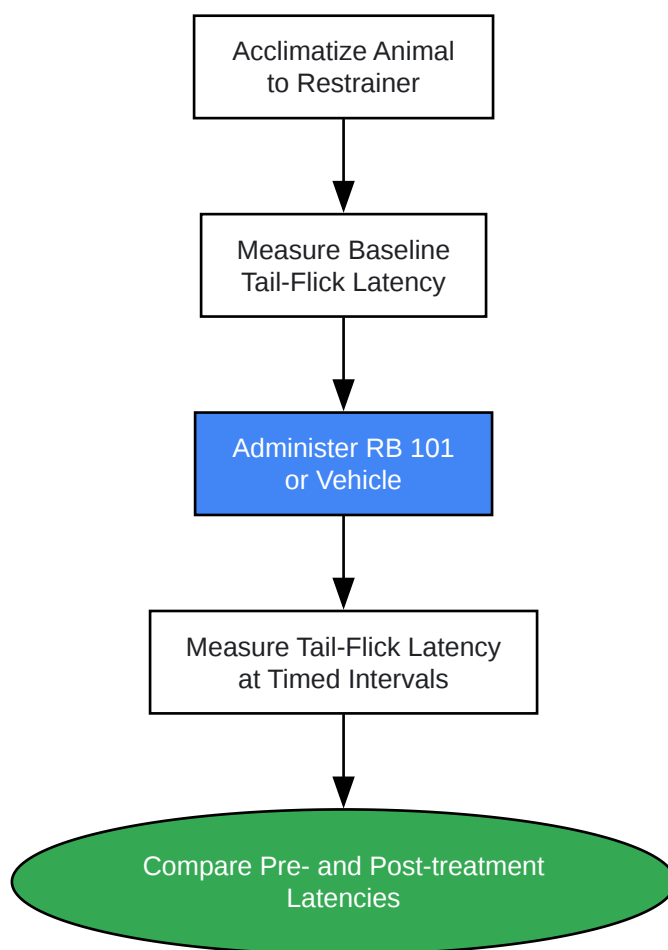 Acclimatize Animal
to Restrainer
Measure Baseline
Tail-Flick Latency
Administer RB 101
or Vehicle
Measure Tail-Flick Latency
at Timed Intervals
Compare Pre- and Post-treatment
Latencies